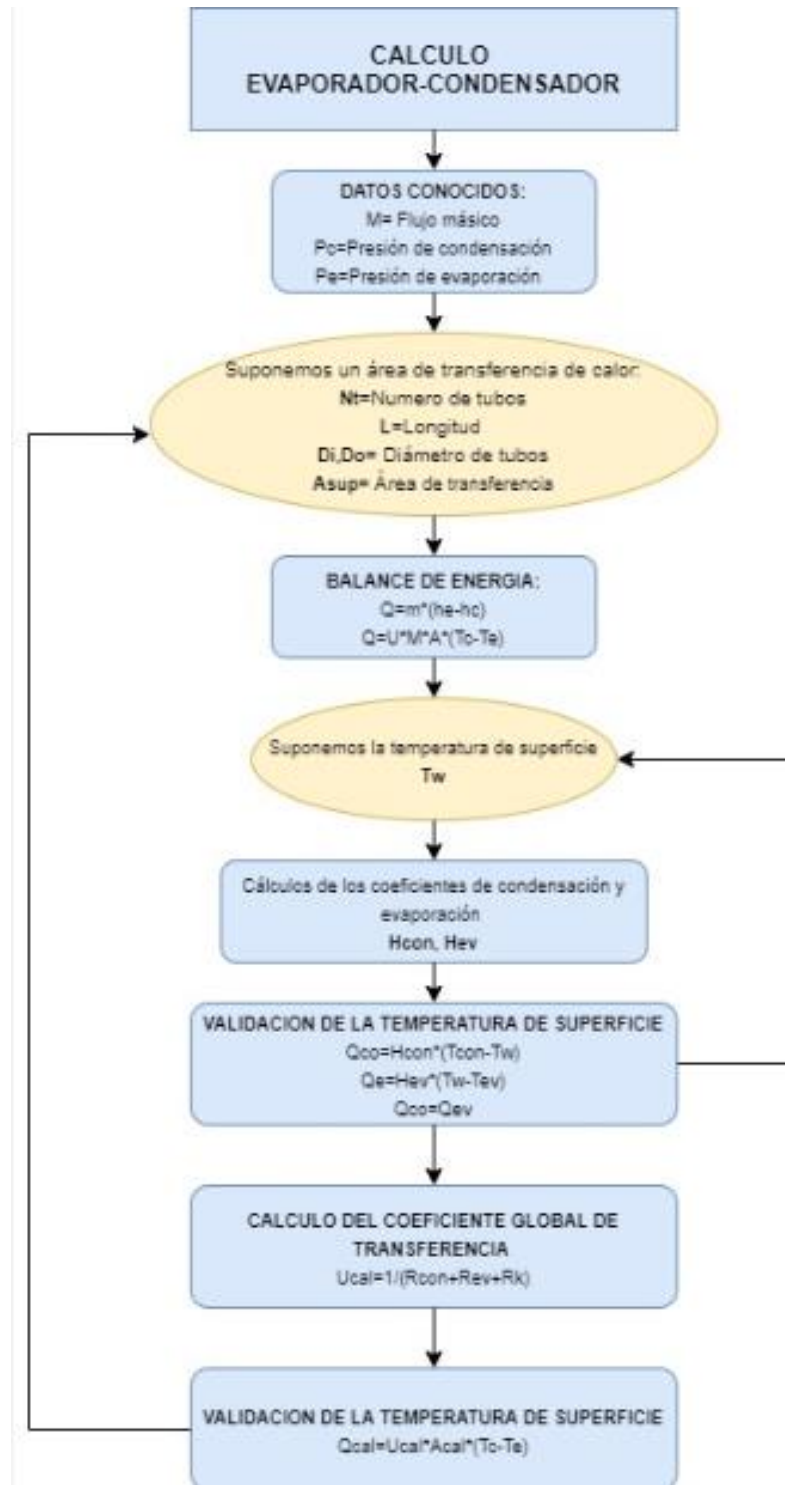 CALCULO
EVAPORADOR-CONDENSADOR
DATOS CONOCIDOS:
M= Flujo másico
Pc=Presión de condensación
Pe=Presión de evaporación
Suponemos un área de transferencia de calor:
Nt=Numero de tubos
L=Longitud
Di,Do= Diámetro de tubos
Asup= Área de transferencia
BALANCE DE ENERGIA:
Q=m*(he-hc)
Q=U*M*A*(Tc-Te)
Suponemos la temperatura de superficie
Tw
Cálculos de los coeficientes de condensación y
evaporación
Hcon, Hev
VALIDACION DE LA TEMPERATURA DE SUPERFICIE
Qco=Hcon*(Tcon-Tw)
Qe=Hev*(Tw-Tev)
Qco=Qev
CALCULO DEL COEFICIENTE GLOBAL DE
TRANSFERENCIA
Ucal=1/(Rcon+Rev+Rk)
VALIDACION DE LA TEMPERATURA DE SUPERFICIE
Qcal=Ucal*Acal*(Tc-Te)